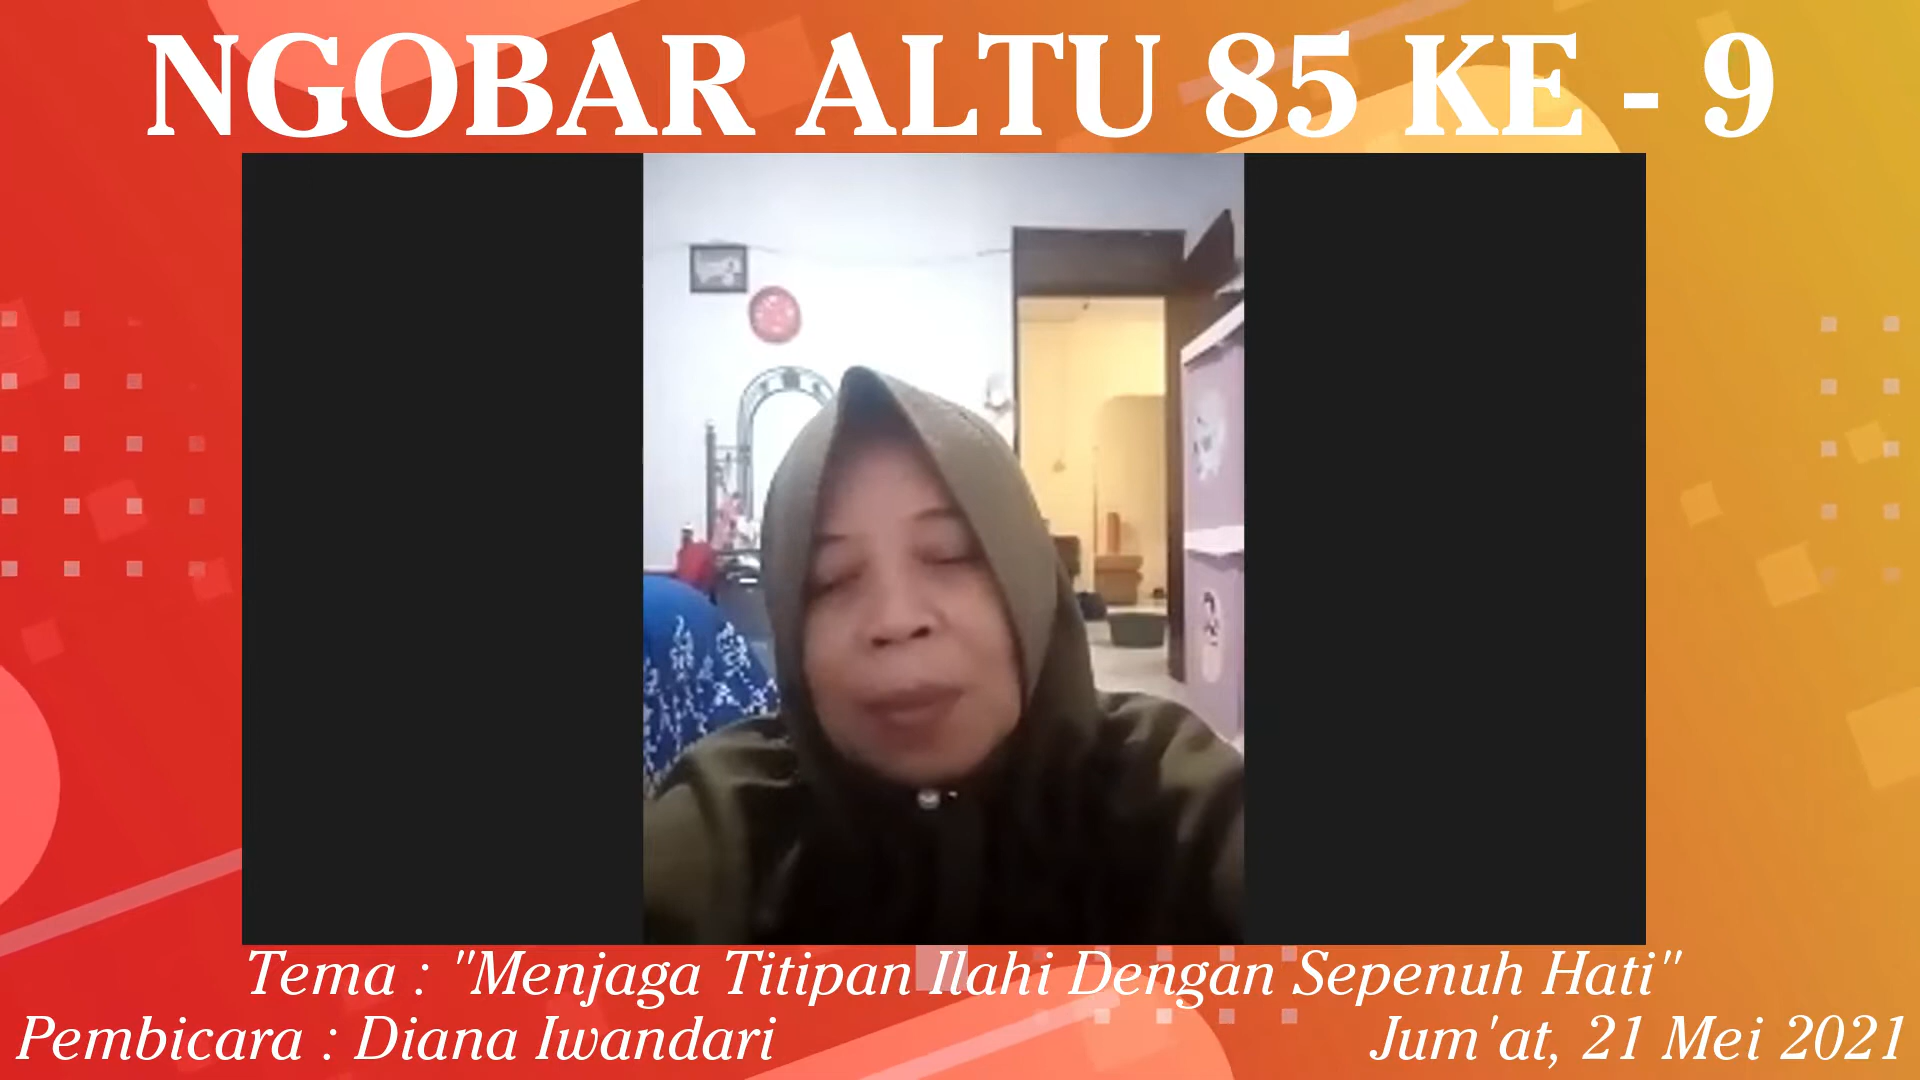 NGOBAR ALTU 85 KE - 9
Tema : "Menjaga Titipan Ilahi Dengan Sepenuh Hati"
Pembicara : Diana Iwandari
Jum'at, 21 Mei 2021